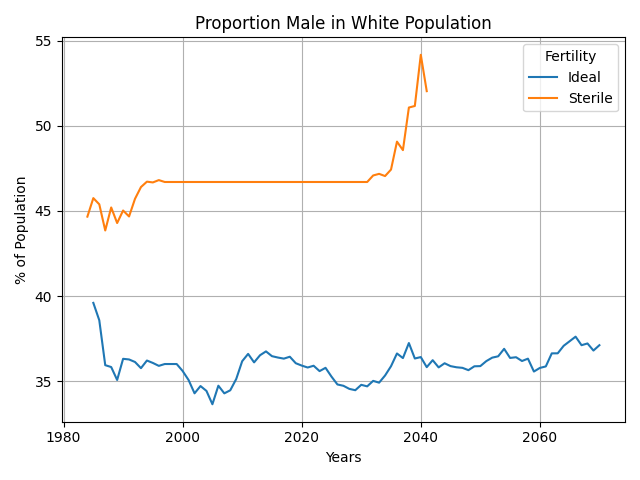 Proportion Male in White Population
55
50
45
40
35
% of Population
Fertility
Ideal
Sterile
1980
2000
2020
2040
2060
Years